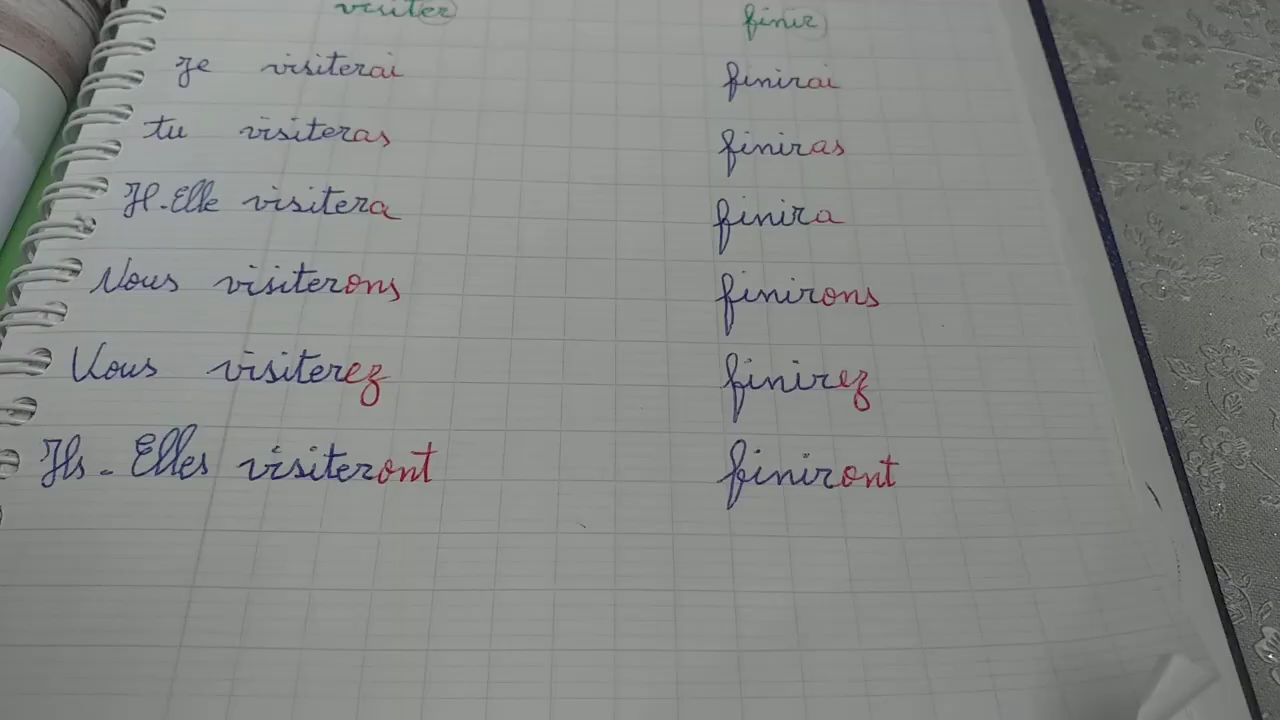 visiter finir
Je visiterai finirai
tu visiteras finiras
Il-Elle visitera finira
Nous visiterons finirons
Vous visiterez finirez
Ils-Elles visiteront finiront